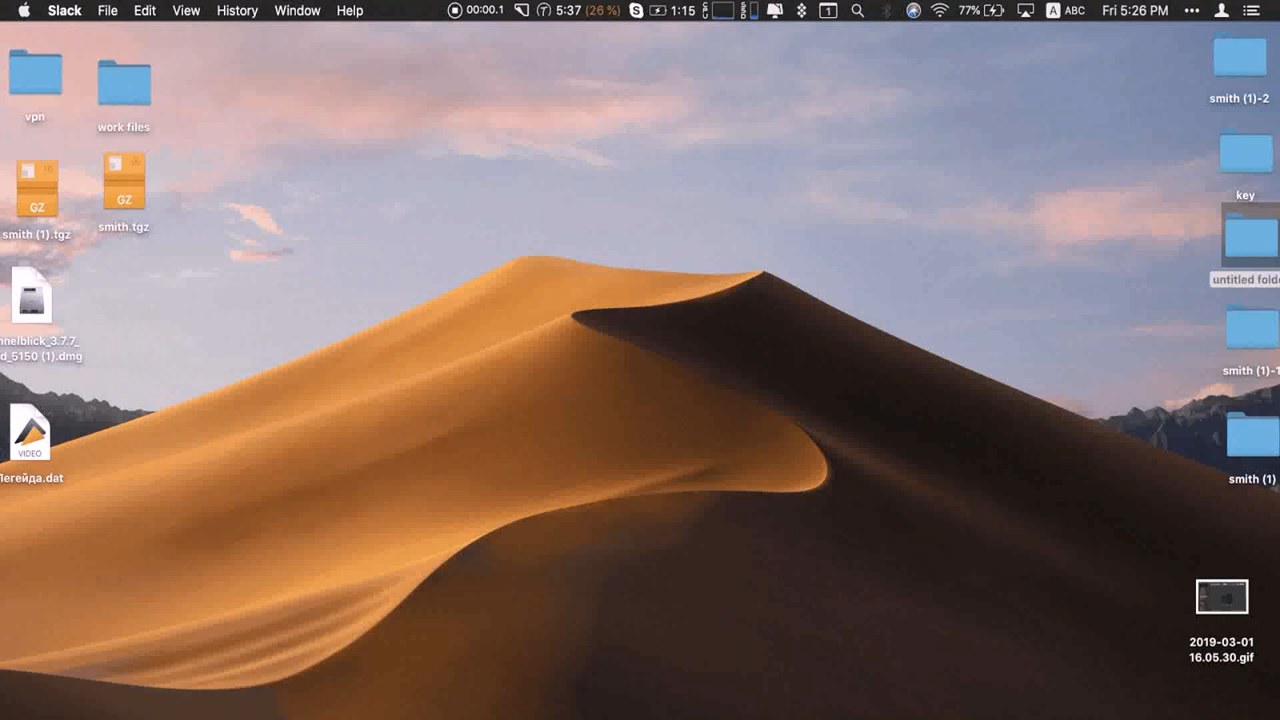 Slack File Edit View History Window Help 00:00.1 5:37 (26 %) 1:15 1 77% A ABC Fri 5:26 PM
vpn
work files
smith (1)-2
GZ
GZ
smith (1).tgz
smith.tgz
key
untitled folde
nnelblick_3.7.7_
d_5150 (1).dmg
smith (1)-1
VIDEO
Легейда.dat
smith (1)
2019-03-01
16.05.30.gif